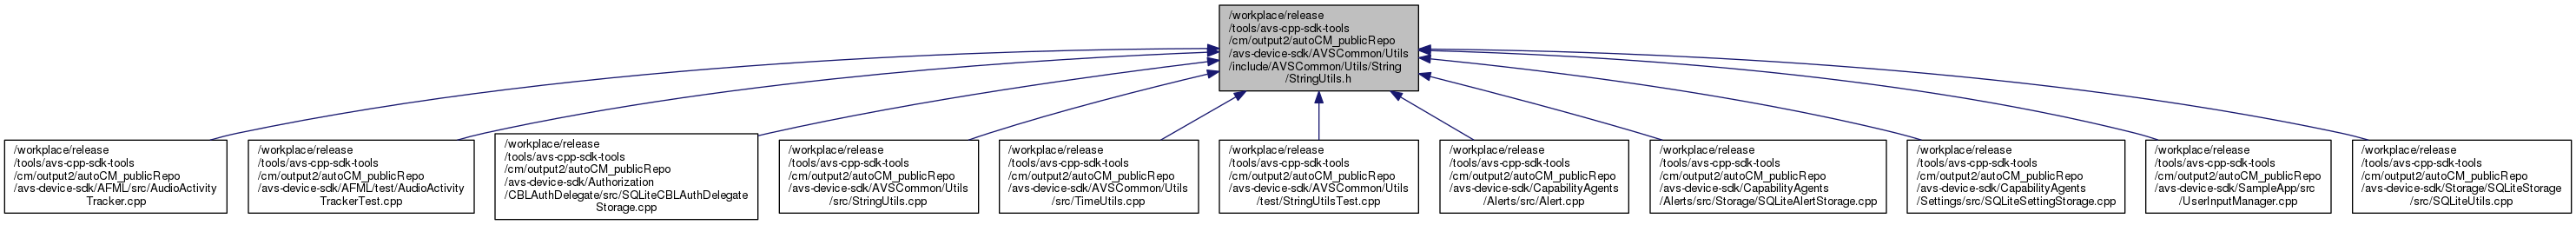 /workplace/release
/tools/avs-cpp-sdk-tools
/cm/output2/autoCM_publicRepo
/avs-device-sdk/AVSCommon/Utils
/include/AVSCommon/Utils/String
/StringUtils.h
/workplace/release
/tools/avs-cpp-sdk-tools
/cm/output2/autoCM_publicRepo
/avs-device-sdk/AFML/src/AudioActivity
Tracker.cpp
/workplace/release
/tools/avs-cpp-sdk-tools
/cm/output2/autoCM_publicRepo
/avs-device-sdk/AFML/test/AudioActivity
TrackerTest.cpp
/workplace/release
/tools/avs-cpp-sdk-tools
/cm/output2/autoCM_publicRepo
/avs-device-sdk/Authorization
/CBLAuthDelegate/src/SQLiteCBLAuthDelegate
Storage.cpp
/workplace/release
/tools/avs-cpp-sdk-tools
/cm/output2/autoCM_publicRepo
/avs-device-sdk/AVSCommon/Utils
/src/StringUtils.cpp
/workplace/release
/tools/avs-cpp-sdk-tools
/cm/output2/autoCM_publicRepo
/avs-device-sdk/AVSCommon/Utils
/src/TimeUtils.cpp
/workplace/release
/tools/avs-cpp-sdk-tools
/cm/output2/autoCM_publicRepo
/avs-device-sdk/AVSCommon/Utils
/test/StringUtilsTest.cpp
/workplace/release
/tools/avs-cpp-sdk-tools
/cm/output2/autoCM_publicRepo
/avs-device-sdk/CapabilityAgents
/Alerts/src/Alert.cpp
/workplace/release
/tools/avs-cpp-sdk-tools
/cm/output2/autoCM_publicRepo
/avs-device-sdk/CapabilityAgents
/Alerts/src/Storage/SQLiteAlertStorage.cpp
/workplace/release
/tools/avs-cpp-sdk-tools
/cm/output2/autoCM_publicRepo
/avs-device-sdk/CapabilityAgents
/Settings/src/SQLiteSettingStorage.cpp
/workplace/release
/tools/avs-cpp-sdk-tools
/cm/output2/autoCM_publicRepo
/avs-device-sdk/SampleApp/src
/UserInputManager.cpp
/workplace/release
/tools/avs-cpp-sdk-tools
/cm/output2/autoCM_publicRepo
/avs-device-sdk/Storage/SQLiteStorage
/src/SQLiteUtils.cpp